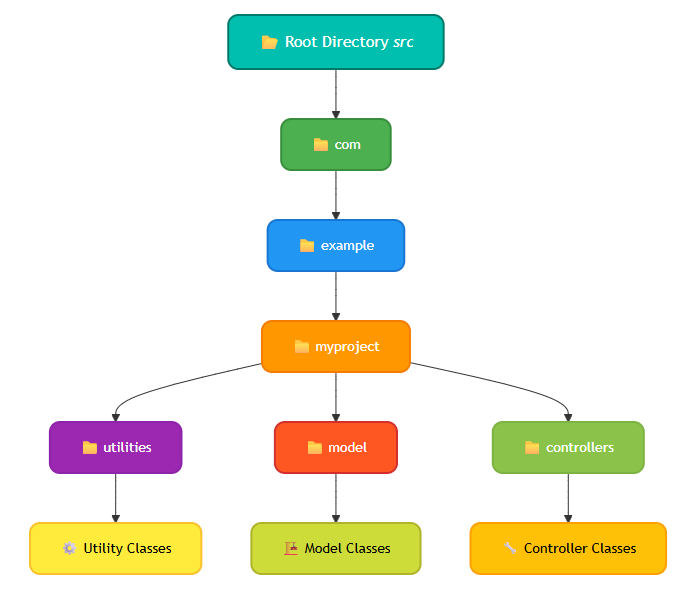 Root Directory src
com
example
myproject
utilities
model
controllers
Utility Classes
Model Classes
Controller Classes